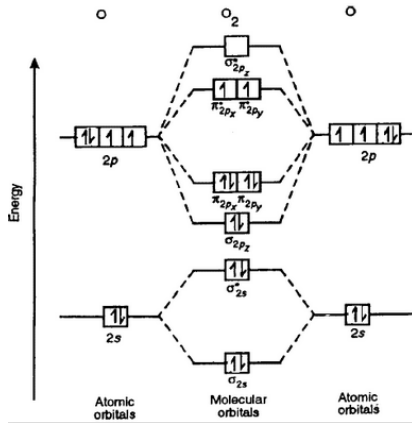 O O₂ O
σ*2pz
π*2px π*2py
2p 2p
π2px π2py
σ2pz
σ*2s
2s 2s
σ2s
Energy
Atomic orbitals Molecular orbitals Atomic orbitals